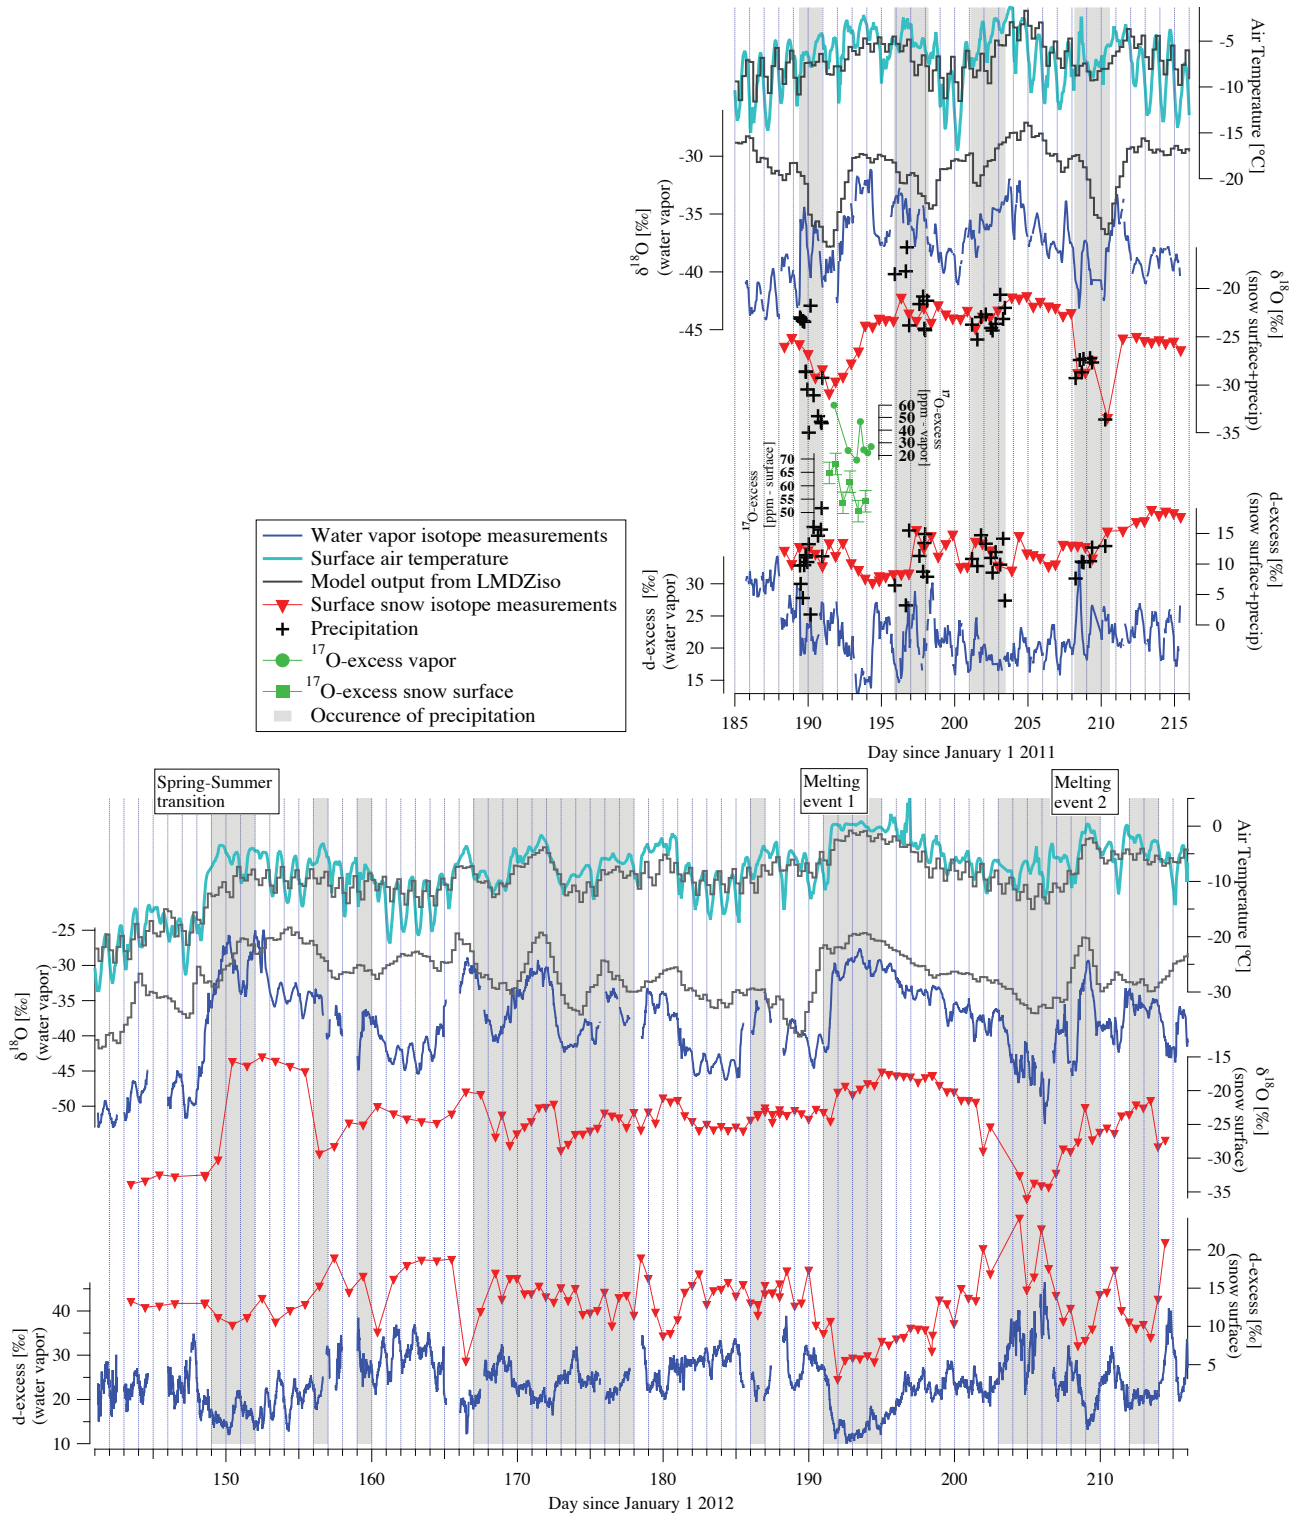 -5
-10
-15
-20
Air Temperature [°C]
-30
-35
-40
-45
δ18O [‰]
(water vapor)
-20
-25
-30
-35
δ18O [‰]
(snow surface+precip)
60
50
40
30
20
17O-excess
[ppm - vapor]
70
65
60
55
50
17O-excess
[ppm - surface]
15
10
5
0
d-excess [‰]
(snow surface+precip)
30
25
20
15
d-excess [‰]
(water vapor)
185
190
195
200
205
210
215
Day since January 1 2011
Water vapor isotope measurements
Surface air temperature
Model output from LMDZiso
Surface snow isotope measurements
Precipitation
17O-excess vapor
17O-excess snow surface
Occurence of precipitation
Spring-Summer
transition
Melting
event 1
Melting
event 2
0
-10
-20
-30
Air Temperature [°C]
-25
-30
-35
-40
-45
-50
δ18O [‰]
(water vapor)
-15
-20
-25
-30
-35
δ18O [‰]
(snow surface)
20
15
10
5
d-excess [‰]
(snow surface)
40
30
20
10
d-excess [‰]
(water vapor)
150
160
170
180
190
200
210
Day since January 1 2012